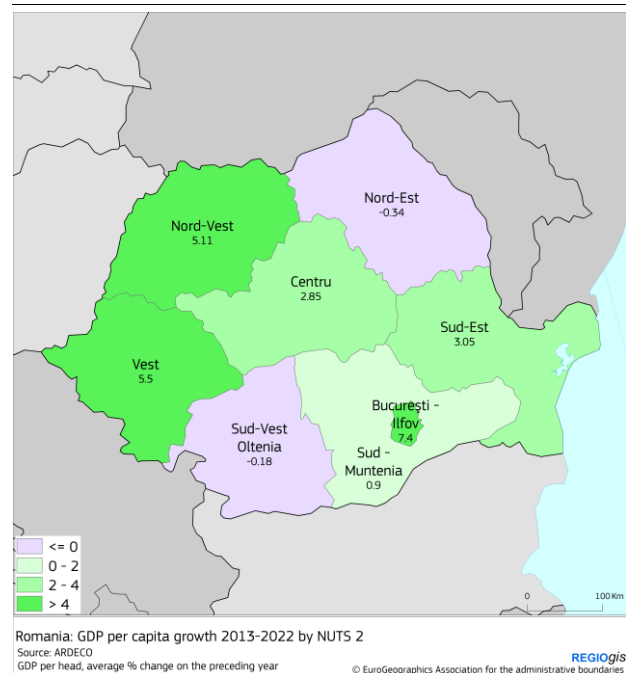 Nord-Est
-0.34
Nord-Vest
5.11
Centru
2.85
Sud-Est
3.05
Vest
5.5
București -
Ilfov
7.4
Sud-Vest
Oltenia
-0.18
Sud -
Muntenia
0.9
<= 0
0 - 2
2 - 4
> 4
0 100 Km
Romania: GDP per capita growth 2013-2022 by NUTS 2
Source: ARDECO
GDP per head, average % change on the preceding year
REGIOgis
© EuroGeographics Association for the administrative boundaries